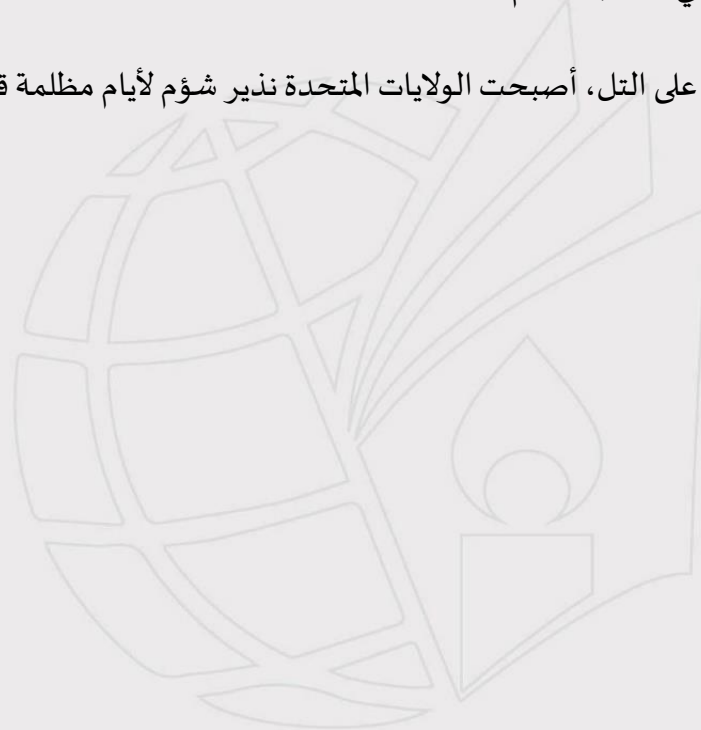 على التل، أصبحت الولايات المتحدة نذير شؤم لأيام مظلمة